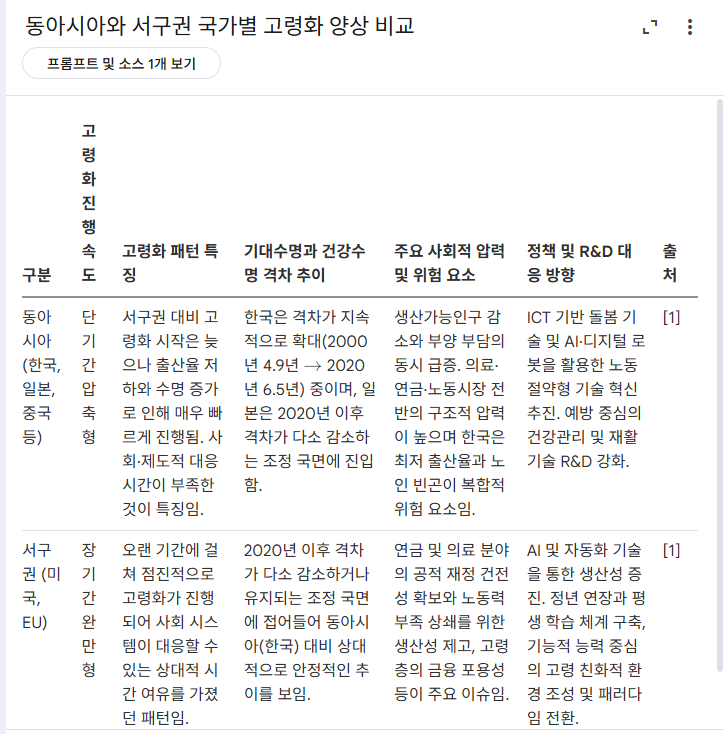 동아시아와 서구권 국가별 고령화 양상 비교
프롬프트 및 소스 1개 보기
구분
고
령
화
진
행
속
도
고령화 패턴 특
징
기대수명과 건강수
명 격차 추이
주요 사회적 압력
및 위험 요소
정책 및 R&D 대
응 방향
출
처
동아
시아
(한국,
일본,
중국
등)
단
기
간
압
축
형
서구권 대비 고
령화 시작은 늦
으나 출산율 저
하와 수명 증가
로 인해 매우 빠
르게 진행됨. 사
회·제도적 대응
시간이 부족한
것이 특징임.
한국은 격차가 지속
적으로 확대(2000
년 4.9년 → 2020
년 6.5년) 중이며, 일
본은 2020년 이후
격차가 다소 감소하
는 조정 국면에 진입
함.
생산가능인구 감
소와 부양 부담의
동시 급증. 의료·
연금·노동시장 전
반의 구조적 압력
이 높으며 한국은
최저 출산율과 노
인 빈곤이 복합적
위험 요소임.
ICT 기반 돌봄 기
술 및 AI·디지털 로
봇을 활용한 노동
절약형 기술 혁신
추진. 예방 중심의
건강관리 및 재활
기술 R&D 강화.
[1]
서구
권 (미
국,
EU)
장
기
간
완
만
형
오랜 기간에 걸
쳐 점진적으로
고령화가 진행
되어 사회 시스
템이 대응할 수
있는 상대적 시
간 여유를 가졌
던 패턴임.
2020년 이후 격차
가 다소 감소하거나
유지되는 조정 국면
에 접어들어 동아시
아(한국) 대비 상대
적으로 안정적인 추
이를 보임.
연금 및 의료 분야
의 공적 재정 건전
성 확보와 노동력
부족 상쇄를 위한
생산성 제고, 고령
층의 금융 포용성
등이 주요 이슈임.
AI 및 자동화 기술
을 통한 생산성 증
진. 정년 연장과 평
생 학습 체계 구축,
기능적 능력 중심
의 고령 친화적 환
경 조성 및 패러다
임 전환.
[1]